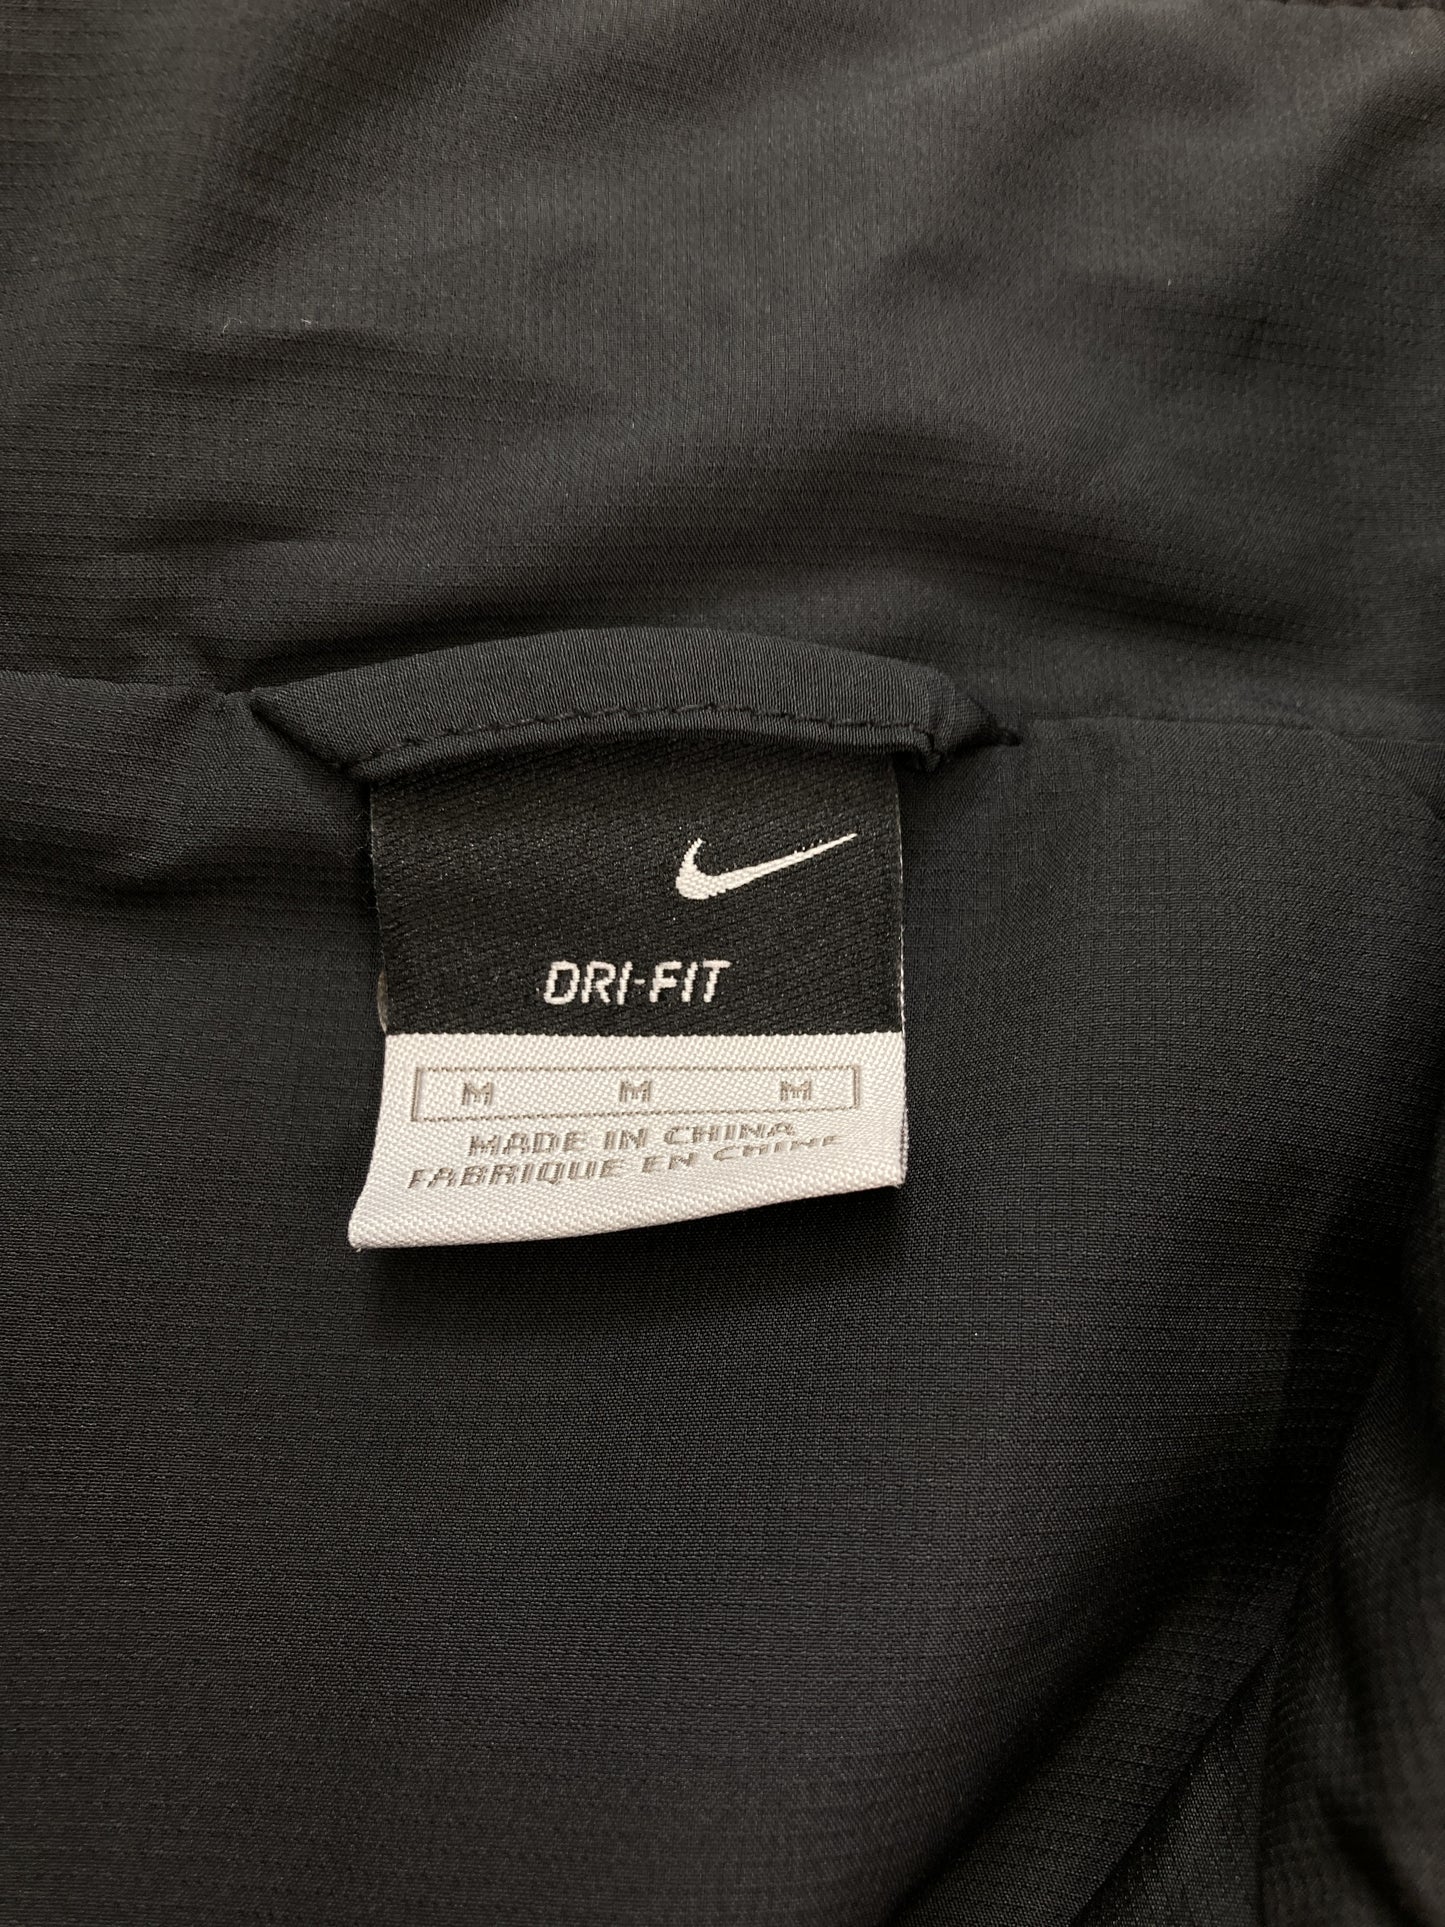 DRI-FIT
M M M
MADE IN CHINA
FABRIQUE EN CHINE